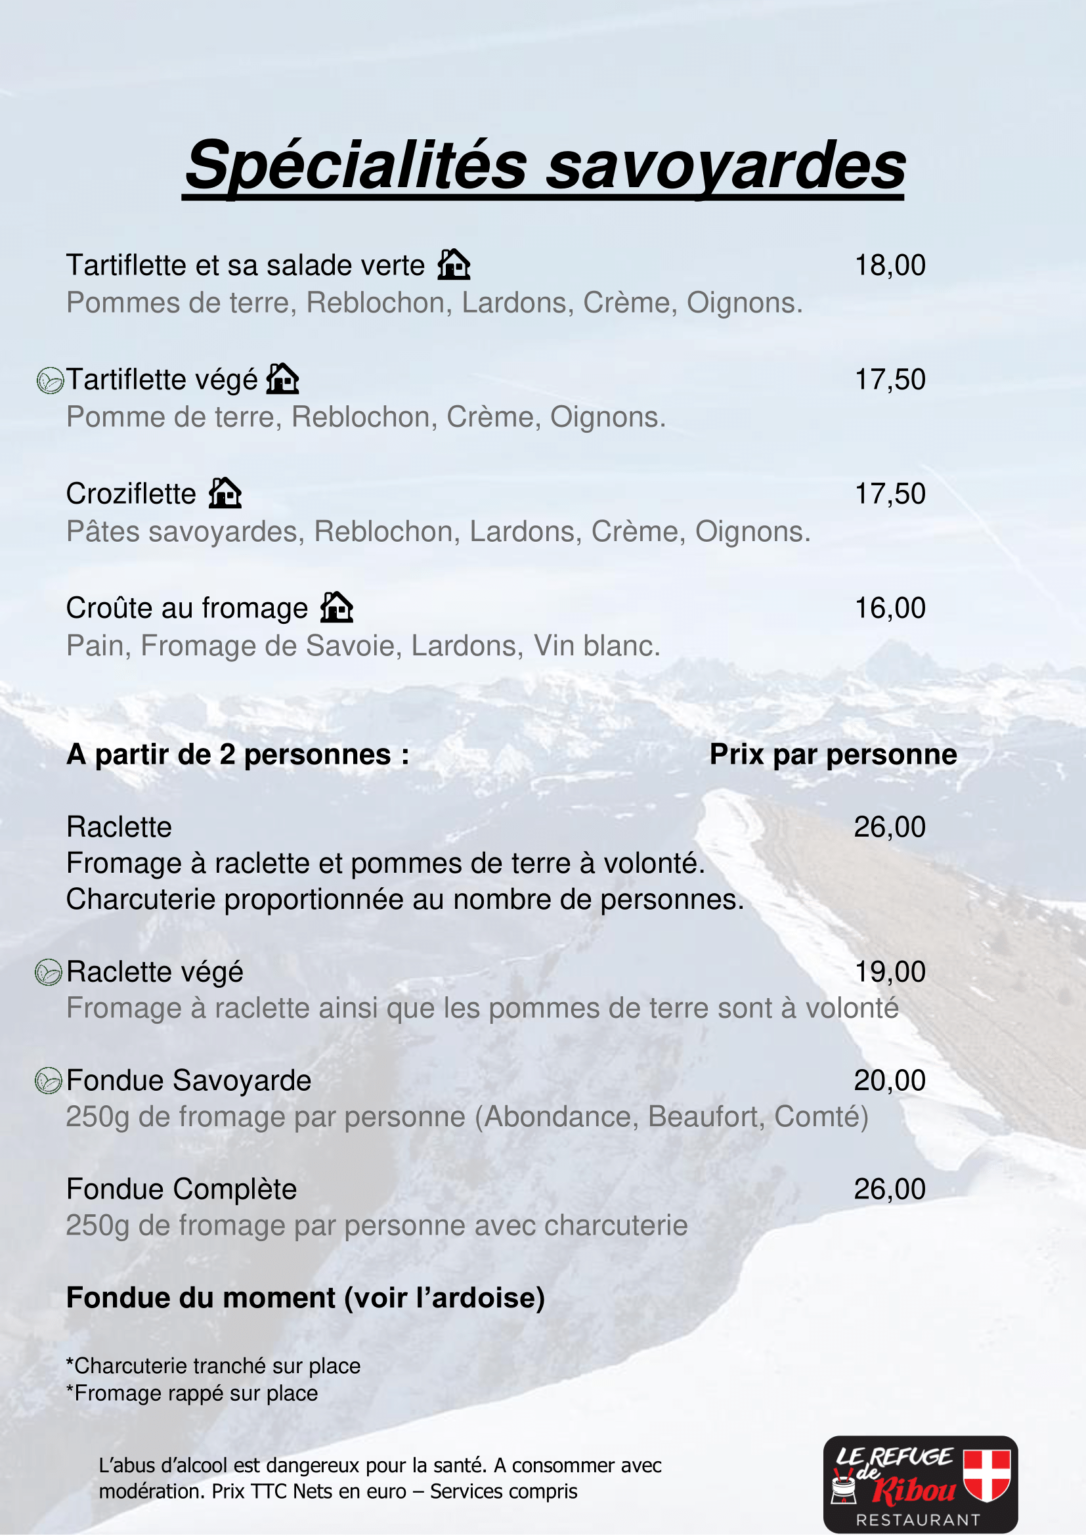 Spécialités savoyardes
Tartiflette et sa salade verte 18,00
Pommes de terre, Reblochon, Lardons, Crème, Oignons.
Tartiflette végé 17,50
Pomme de terre, Reblochon, Crème, Oignons.
Croziflette 17,50
Pâtes savoyardes, Reblochon, Lardons, Crème, Oignons.
Croûte au fromage 16,00
Pain, Fromage de Savoie, Lardons, Vin blanc.
A partir de 2 personnes : Prix par personne
Raclette 26,00
Fromage à raclette et pommes de terre à volonté.
Charcuterie proportionnée au nombre de personnes.
Raclette végé 19,00
Fromage à raclette ainsi que les pommes de terre sont à volonté
Fondue Savoyarde 20,00
250g de fromage par personne (Abondance, Beaufort, Comté)
Fondue Complète 26,00
250g de fromage par personne avec charcuterie
Fondue du moment (voir l’ardoise)
*Charcuterie tranché sur place
*Fromage rappé sur place
L’abus d’alcool est dangereux pour la santé. A consommer avec
modération. Prix TTC Nets en euro – Services compris
LE REFUGE
de
Ribou
RESTAURANT